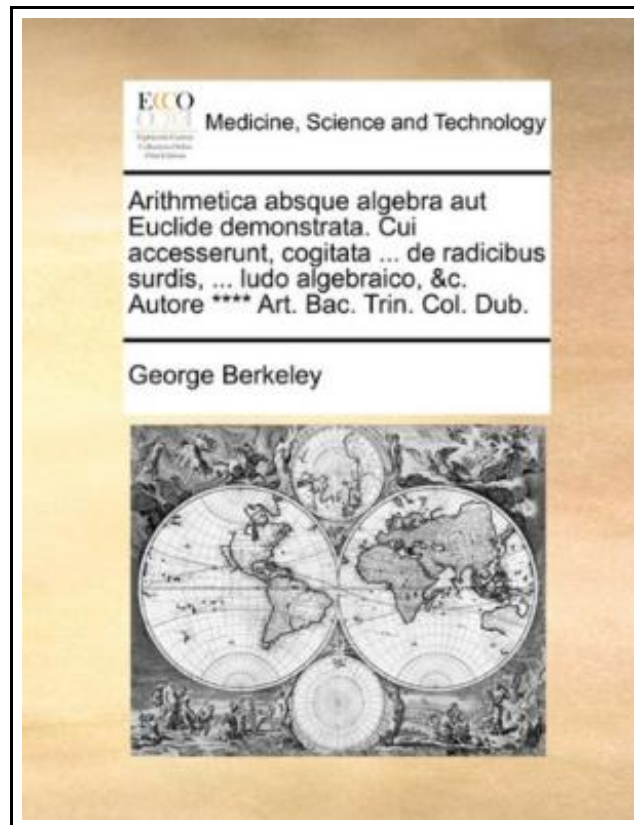 ECCO
Medicine, Science and Technology
Arithmetica absque algebra aut
Euclide demonstrata. Cui
accesserunt, cogitata ... de radicibus
surdis, ... ludo algebraico, &c.
Autore **** Art. Bac. Trin. Col. Dub.
George Berkeley